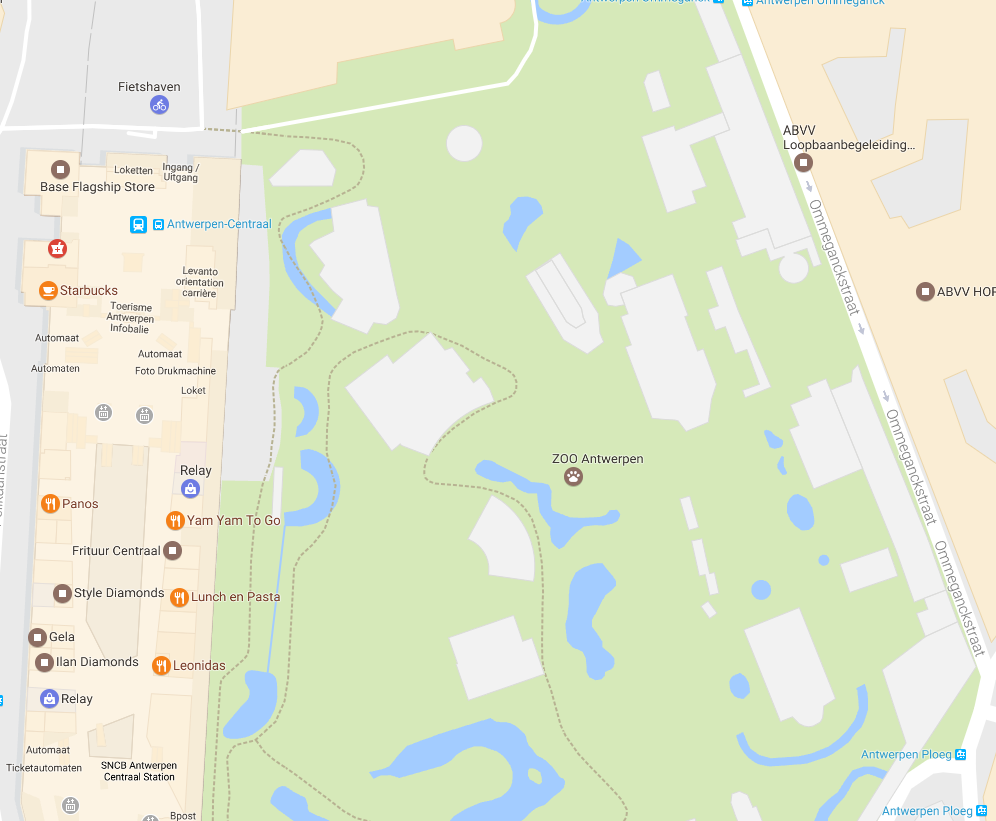 Antwerpen Ommeganck
Antwerpen Ommeganck
Fietshaven
ABVV
Loopbaanbegeleiding...
Loketten
Ingang /
Uitgang
Base Flagship Store
Antwerpen-Centraal
Ommeganckstraat
Levanto
orientation
carrière
Starbucks
ABVV HOR
Toerisme
Antwerpen
Infobalie
Automaat
Automaat
Automaten
Foto Drukmachine
Loket
Ommeganckstraat
ZOO Antwerpen
Relay
Panos
Yam Yam To Go
Frituur Centraal
Ommeganckstraat
Style Diamonds
Lunch en Pasta
Gela
Ilan Diamonds
Leonidas
Relay
Automaat
Ticketautomaten
SNCB Antwerpen
Centraal Station
Antwerpen Ploeg
Antwerpen Ploeg
Bpost